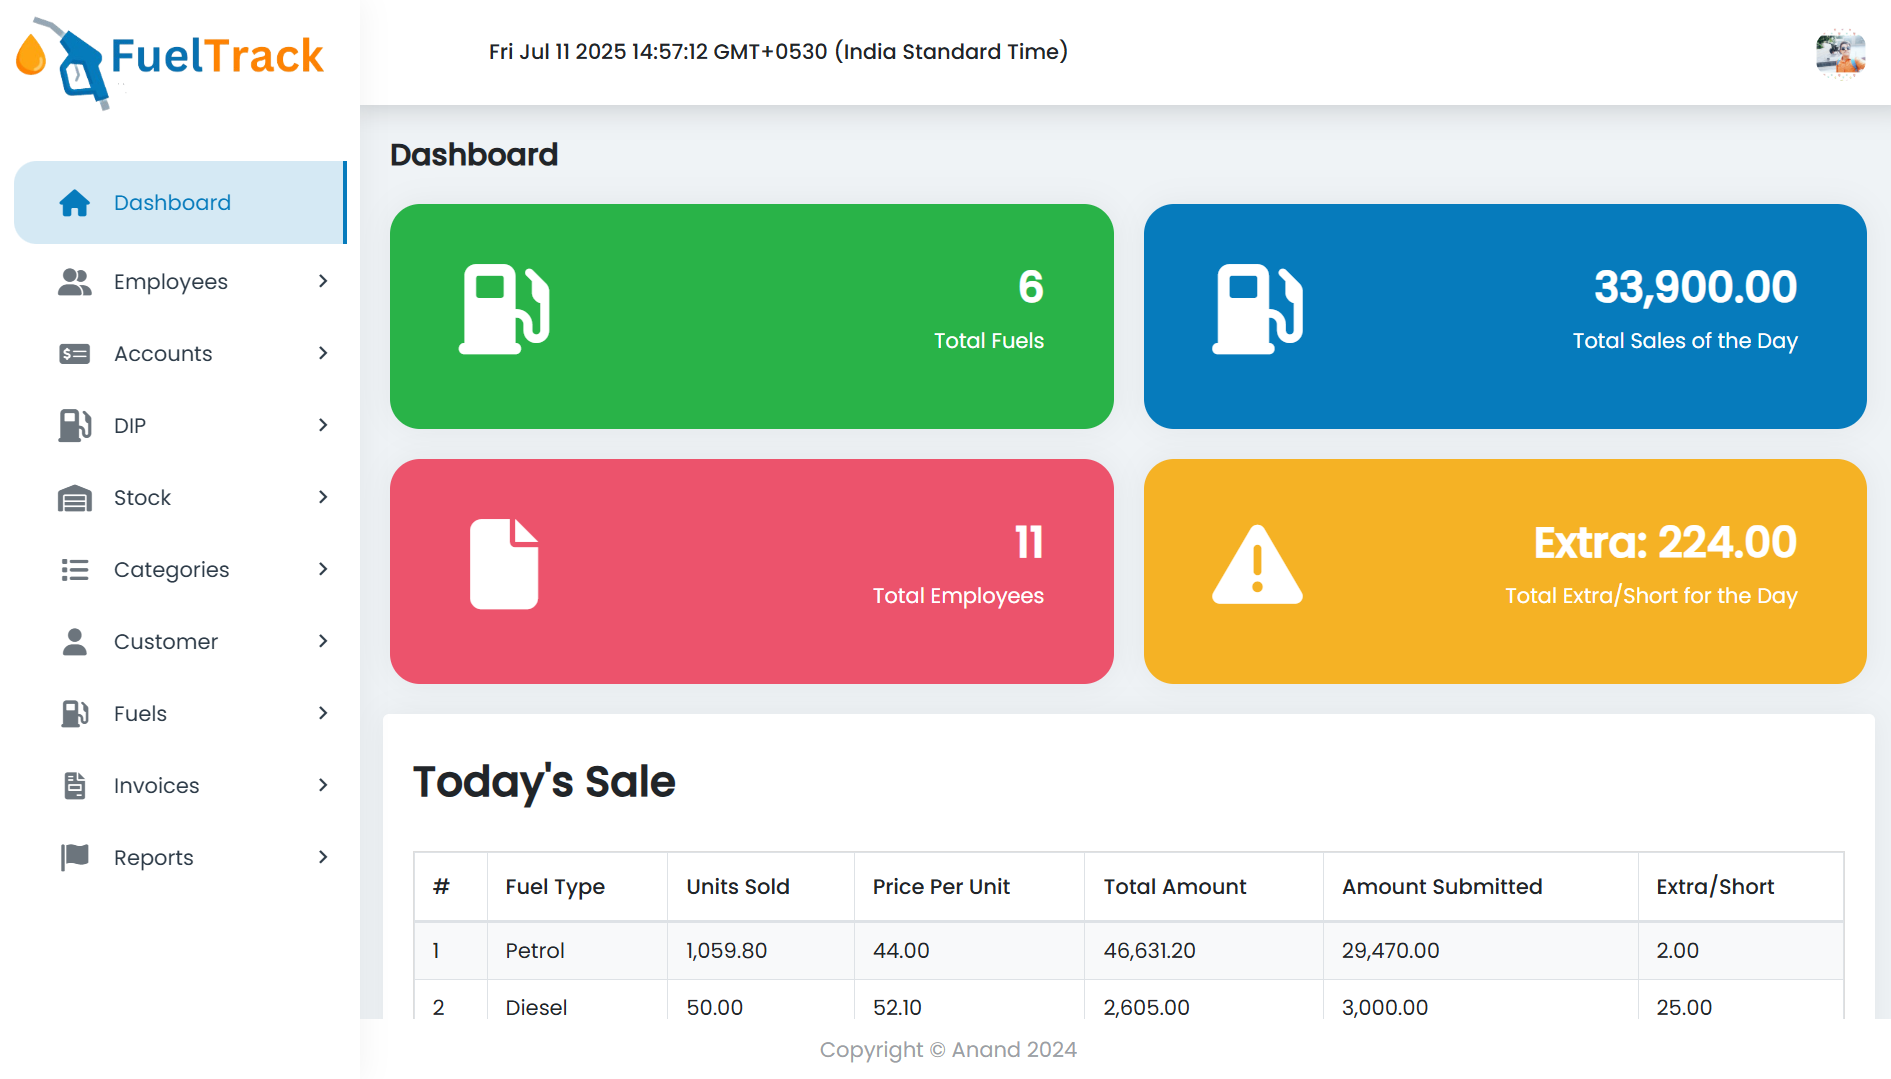 FuelTrack
Fri Jul 11 2025 14:57:12 GMT+0530 (India Standard Time)
Dashboard
Employees
Accounts
DIP
Stock
Categories
Customer
Fuels
Invoices
Reports
Dashboard
6
Total Fuels
33,900.00
Total Sales of the Day
11
Total Employees
Extra: 224.00
Total Extra/Short for the Day
Today's Sale
# Fuel Type Units Sold Price Per Unit Total Amount Amount Submitted Extra/Short
1 Petrol 1,059.80 44.00 46,631.20 29,470.00 2.00
2 Diesel 50.00 52.10 2,605.00 3,000.00 25.00
Copyright © Anand 2024